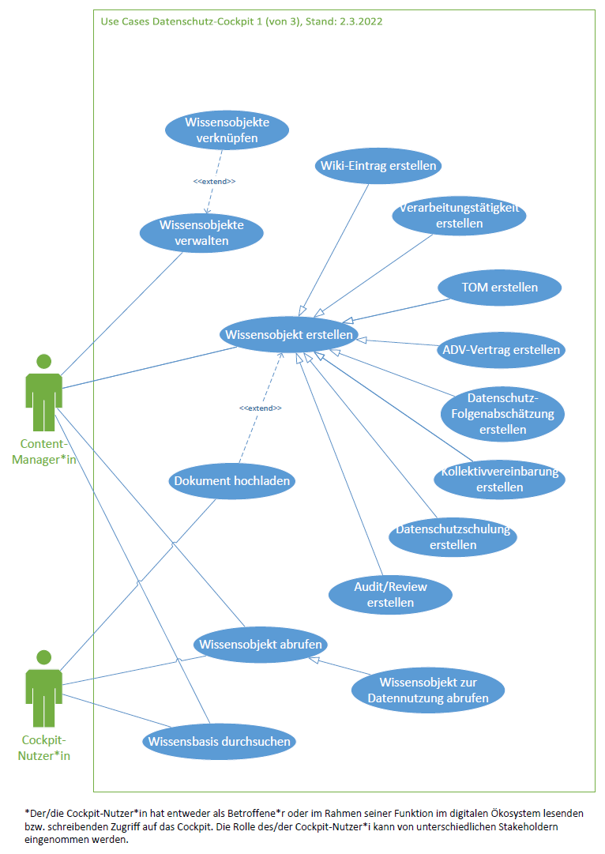 Use Cases Datenschutz-Cockpit 1 (von 3), Stand: 2.3.2022
Wissensobjekte
verknüpfen
Wiki-Eintrag erstellen
<<extend>>
Verarbeitungstätigkeit
erstellen
Wissensobjekte
verwalten
TOM erstellen
Wissensobjekt erstellen
ADV-Vertrag erstellen
Datenschutz-
Folgenabschätzung
erstellen
<<extend>>
Content-
Manager*in
Kollektivvereinbarung
erstellen
Dokument hochladen
Datenschutzschulung
erstellen
Audit/Review
erstellen
Wissensobjekt abrufen
Wissensobjekt zur
Datennutzung abrufen
Cockpit-
Nutzer*in
Wissensbasis durchsuchen
*Der/die Cockpit-Nutzer*in hat entweder als Betroffene*r oder im Rahmen seiner Funktion im digitalen Ökosystem lesenden
bzw. schreibenden Zugriff auf das Cockpit. Die Rolle des/der Cockpit-Nutzer*i kann von unterschiedlichen Stakeholdern
eingenommen werden.